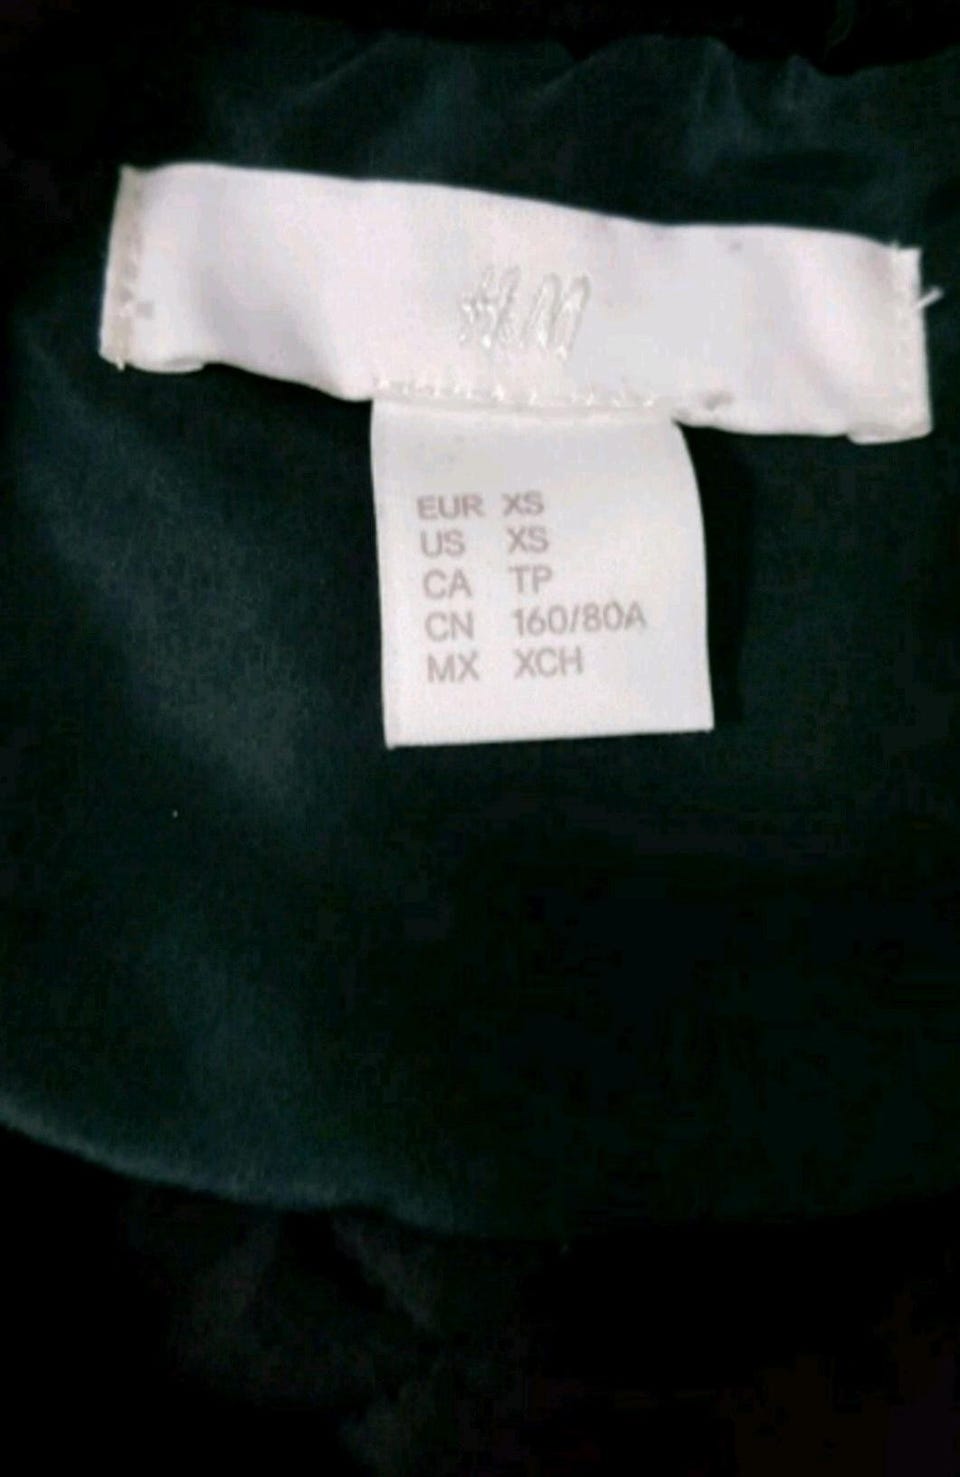 H&M
EUR XS
US XS
CA TP
CN 160/80A
MX XCH